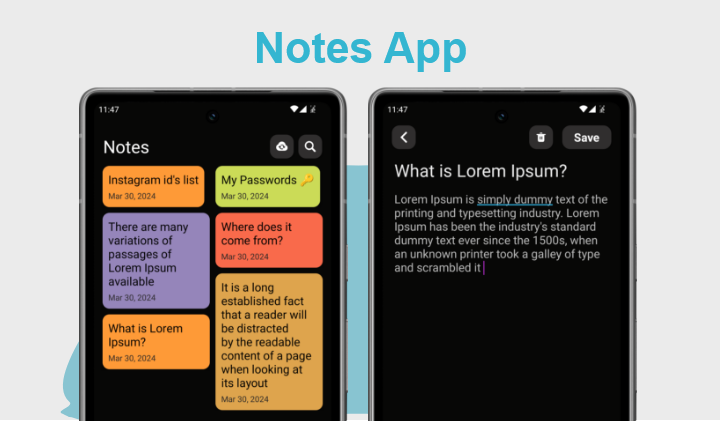 Notes App
11:47
Notes
Instagram id's list
Mar 30, 2024
My Passwords 🔑
Mar 30, 2024
There are many
variations of
passages of
Lorem Ipsum
available
Mar 30, 2024
Where does it
come from?
Mar 30, 2024
What is Lorem
Ipsum?
Mar 30, 2024
It is a long
established fact
that a reader will
be distracted
by the readable
content of a page
when looking at
its layout
Mar 30, 2024
11:47
Save
What is Lorem Ipsum?
Lorem Ipsum is simply dummy text of the
printing and typesetting industry. Lorem
Ipsum has been the industry's standard
dummy text ever since the 1500s, when
an unknown printer took a galley of type
and scrambled it